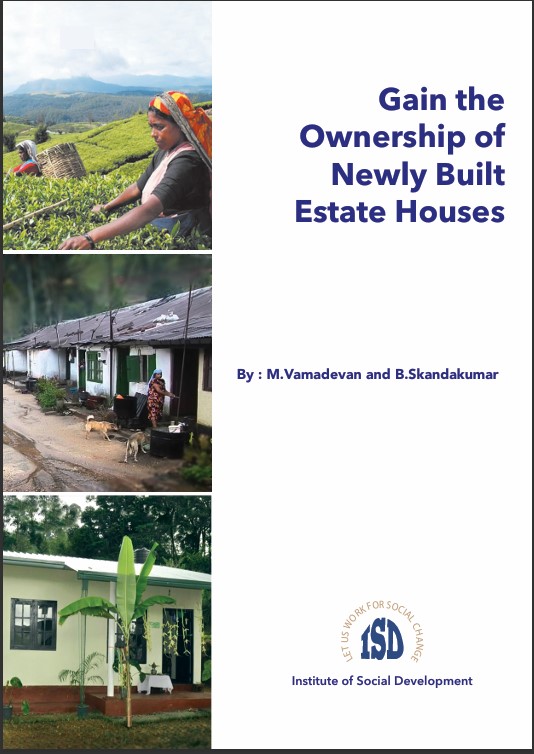 Gain the
Ownership of
Newly Built
Estate Houses
By : M.Vamadevan and B.Skandakumar
LET US WORK FOR SOCIAL CHANGE
ISD
Institute of Social Development